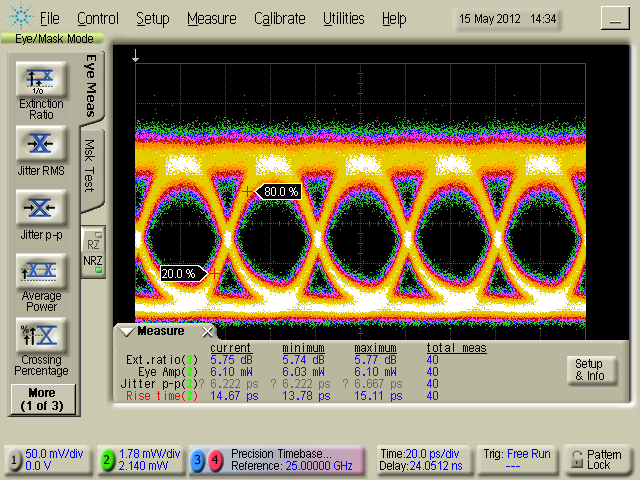 File Control Setup Measure Calibrate Utilities Help 15 May 2012 14:34
Eye/Mask Mode
Extinction
Ratio
Jitter RMS
Jitter p-p
Average
Power
Crossing
Percentage
More
(1 of 3)
Eye Meas
Msk Test
RZ
NRZ
80.0 %
20.0 %
Measure
current minimum maximum total meas
Ext.ratio(2) 5.75 dB 5.74 dB 5.77 dB 40
Eye Amp(2) 6.10 mW 6.03 mW 6.10 mW 40
Jitter p-p(2)? 6.222 ps ? 6.222 ps ? 6.667 ps 40
Rise time(2) 14.67 ps 13.78 ps 15.11 ps 40
Setup
& Info
1 50.0 mV/div
0.0 V
2 1.78 mW/div
2.140 mW
3 4 Precision Timebase...
Reference: 25.00000 GHz
Time:20.0 ps/div
Delay:24.0512 ns
Trig: Free Run
---
Pattern
Lock